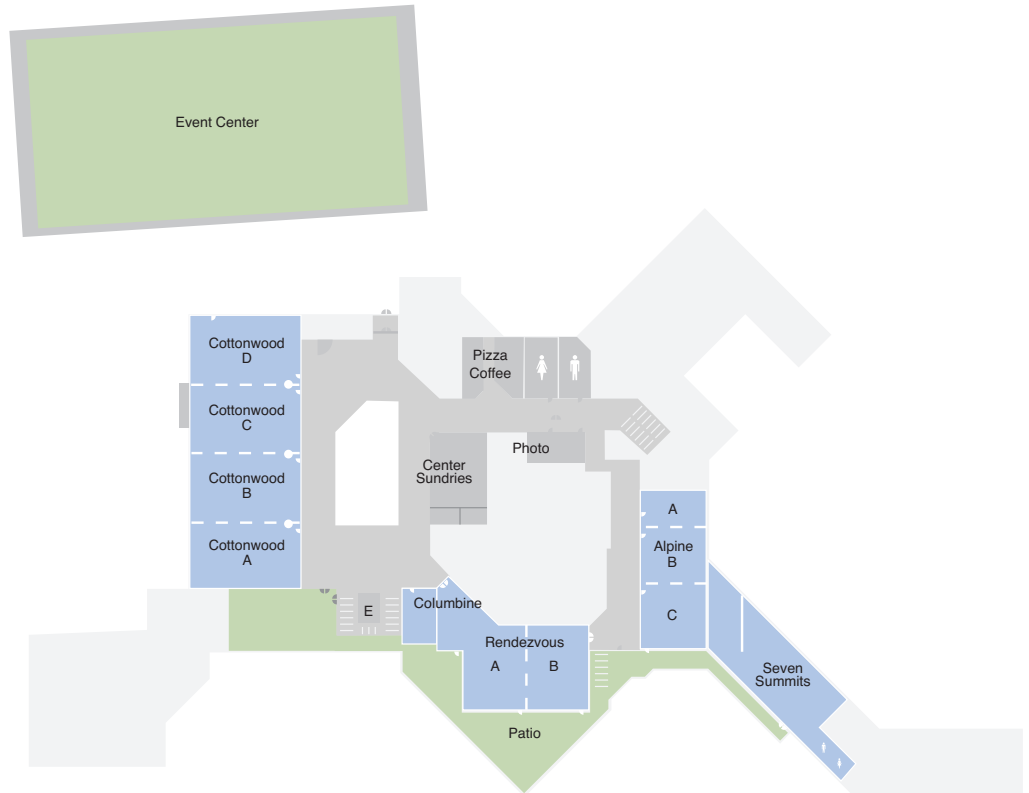 Event Center
Cottonwood
D
Pizza
Coffee
Cottonwood
C
Photo
Center
Sundries
Cottonwood
B
A
Cottonwood
A
Alpine
B
Columbine
E
C
Rendezvous
A
B
Seven
Summits
Patio